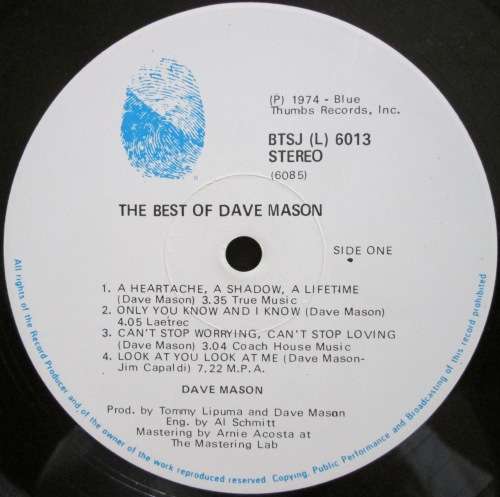 (P) 1974 - Blue
Thumbs Records, Inc.
BTSJ (L) 6013
STEREO
(6085)
THE BEST OF DAVE MASON
SIDE ONE
1. A HEARTACHE, A SHADOW, A LIFETIME
(Dave Mason) 3.35 True Music
2. ONLY YOU KNOW AND I KNOW (Dave Mason)
4.05 Laetrec
3. CAN'T STOP WORRYING, CAN'T STOP LOVING
(Dave Mason) 3.04 Coach House Music
4. LOOK AT YOU LOOK AT ME (Dave Mason-
Jim Capaldi) 7.22 M.P.A.
DAVE MASON
Prod. by Tommy Lipuma and Dave Mason
Eng. by Al Schmitt
Mastering by Arnie Acosta at
The Mastering Lab
All rights of the Record Producer and of the owner of the work reproduced reserved. Copying, Public Performance and Broadcasting of this record prohibited